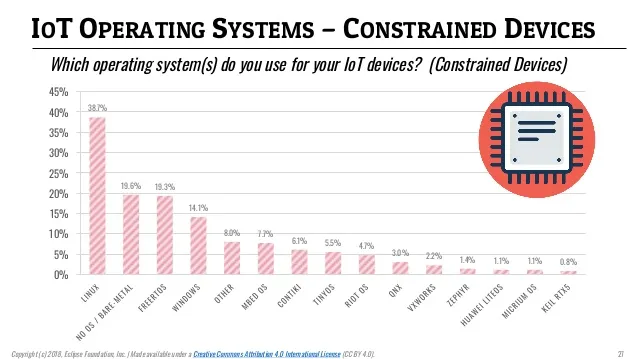 IoT Operating Systems – Constrained Devices
Which operating system(s) do you use for your IoT devices? (Constrained Devices)
45%
40%
35%
30%
25%
20%
15%
10%
5%
0%
38.7%
19.6%
19.3%
14.1%
8.0%
7.7%
6.1%
5.5%
4.7%
3.0%
2.2%
1.4%
1.1%
1.1%
0.8%
LINUX
NO OS / BARE-METAL
FREERTOS
WINDOWS
OTHER
MBED OS
CONTIKI
TINYOS
RIOT OS
QNX
VXWORKS
ZEPHYR
HUAWEI LITEOS
MICRIUM OS
KEIL RTX5
Copyright (c) 2018, Eclipse Foundation, Inc. | Made available under a Creative Commons Attribution 4.0 International License (CC BY 4.0).
21